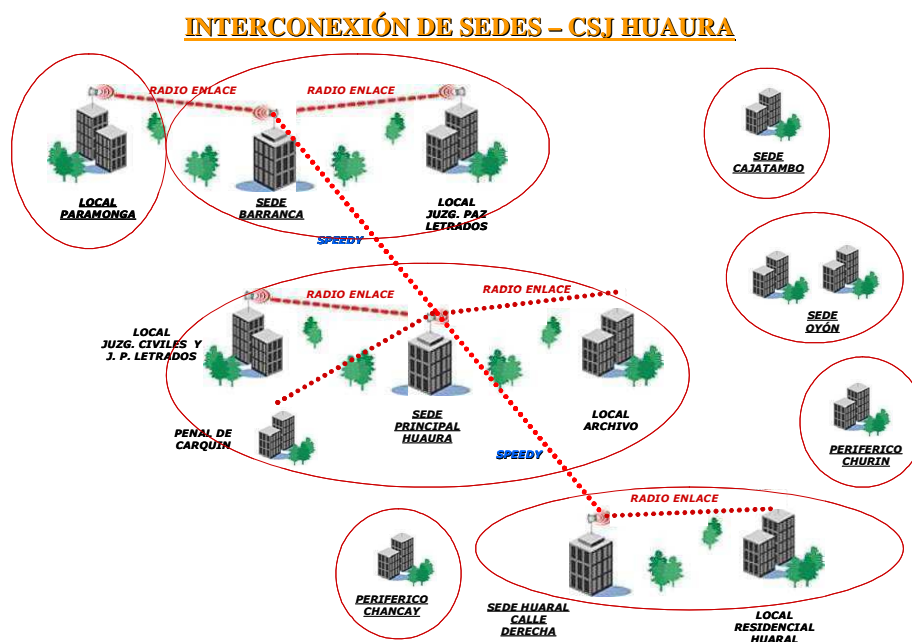 INTERCONEXIÓN DE SEDES – CSJ HUAURA
RADIO ENLACE
RADIO ENLACE
LOCAL
PARAMONGA
SEDE
BARRANCA
LOCAL
JUZG. PAZ
LETRADOS
SEDE
CAJATAMBO
SPEEDY
RADIO ENLACE
RADIO ENLACE
LOCAL
JUZG. CIVILES Y
J. P. LETRADOS
SEDE
OYÓN
PENAL DE
CARQUIN
SEDE
PRINCIPAL
HUAURA
LOCAL
ARCHIVO
SPEEDY
PERIFERICO
CHURIN
RADIO ENLACE
PERIFERICO
CHANCAY
SEDE HUARAL
CALLE
DERECHA
LOCAL
RESIDENCIAL
HUARAL